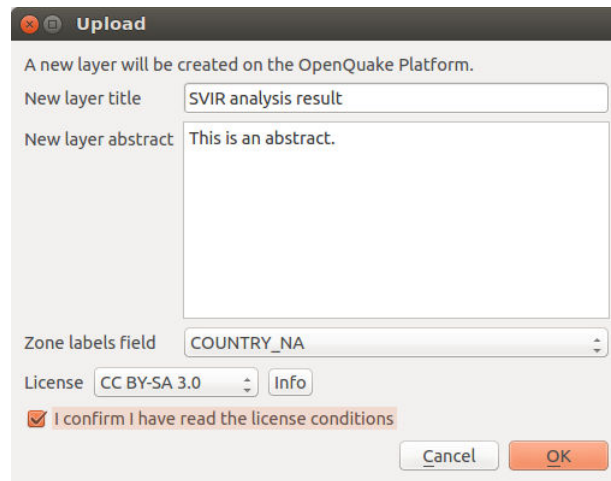 Upload
A new layer will be created on the OpenQuake Platform.
New layer title SVIR analysis result
New layer abstract This is an abstract.
Zone labels field COUNTRY_NA
License CC BY-SA 3.0 Info
I confirm I have read the license conditions
Cancel OK